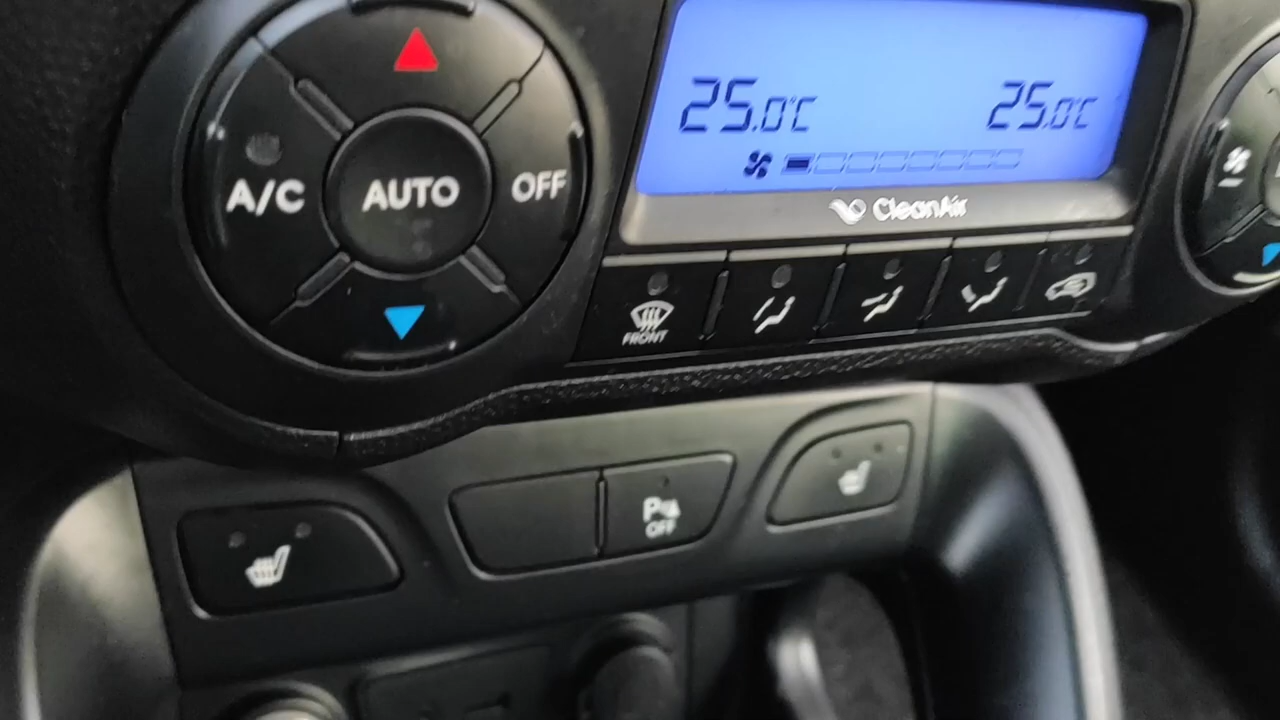 A/C
AUTO
OFF
25.0°C
25.0°C
CleanAir
FRONT
P
OFF